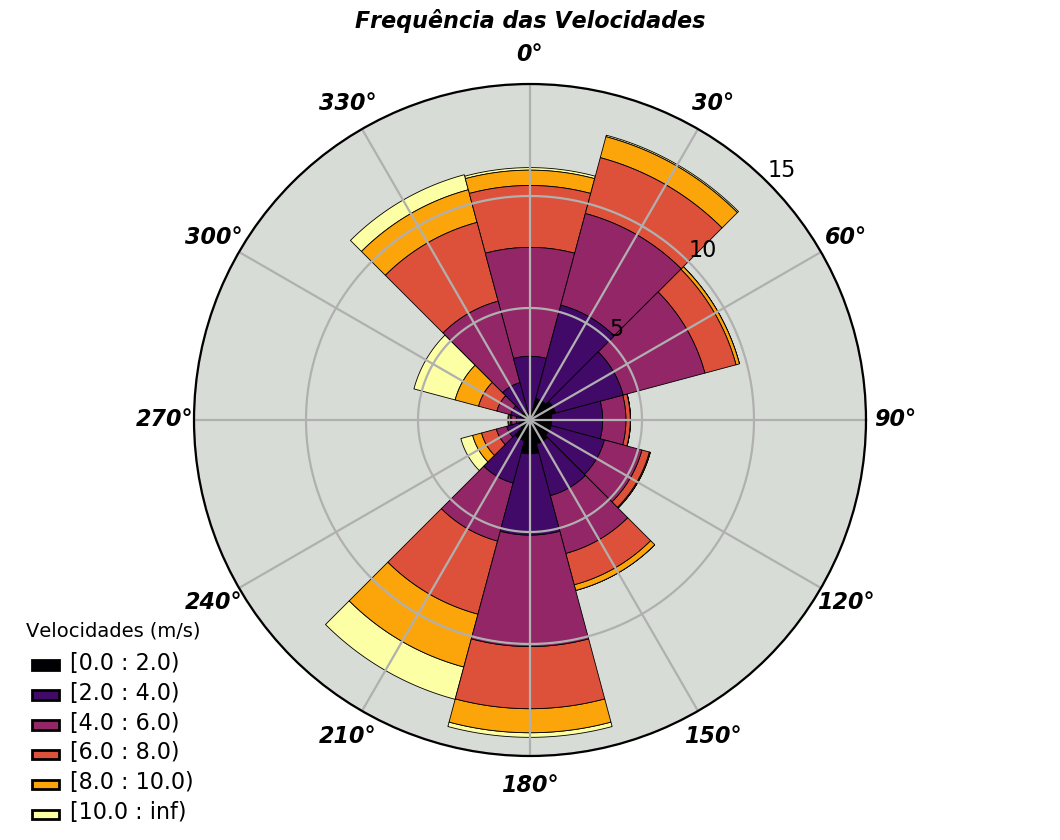 Frequência das Velocidades
0°
330°
30°
15
300°
60°
10
5
270°
90°
240°
120°
210°
150°
180°
Velocidades (m/s)
[0.0 : 2.0)
[2.0 : 4.0)
[4.0 : 6.0)
[6.0 : 8.0)
[8.0 : 10.0)
[10.0 : inf)